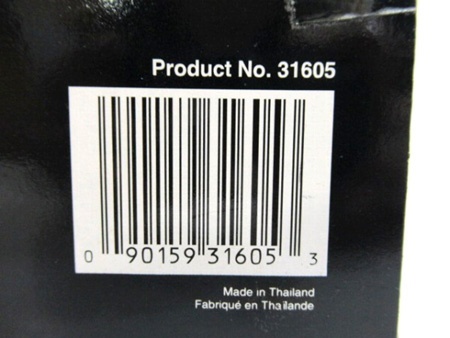 Product No. 31605
0 90159 31605 3
Made in Thailand
Fabriqué en Thaïlande